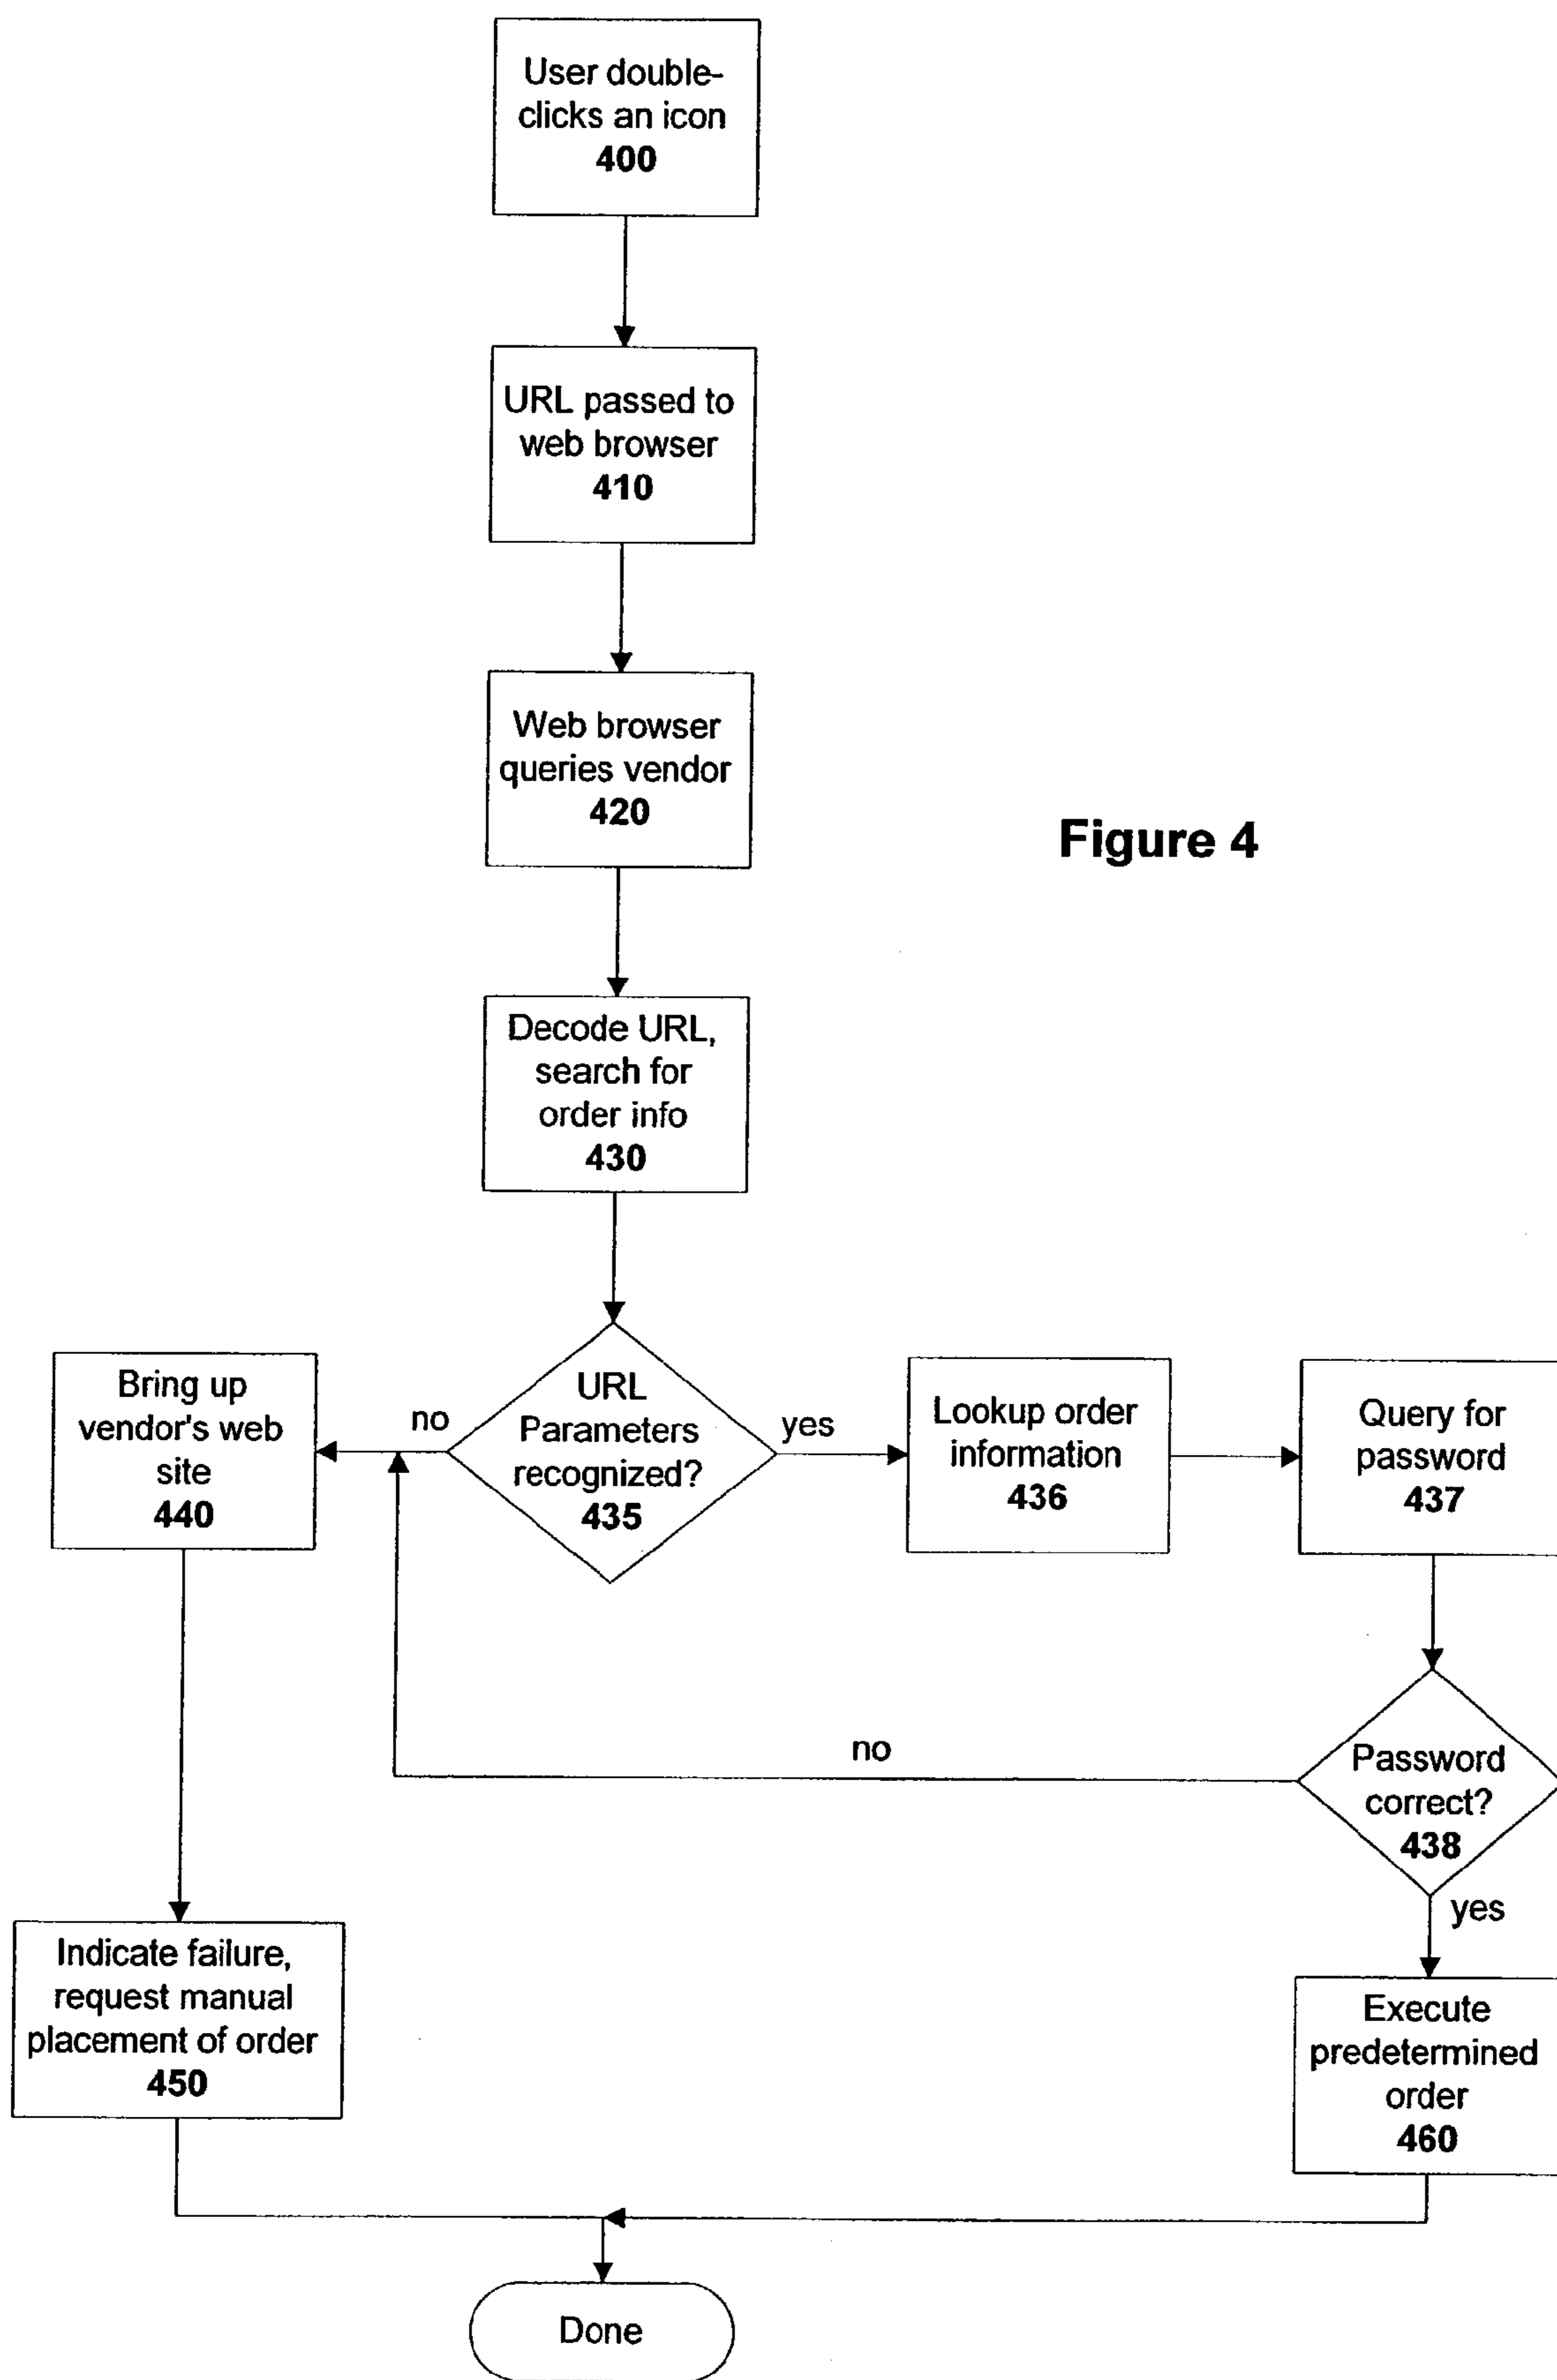 User double-
clicks an icon
400
URL passed to
web browser
410
Web browser
queries vendor
420
Figure 4
Decode URL,
search for
order info
430
Bring up
vendor's web
site
440
no
URL
Parameters
recognized?
435
yes
Lookup order
information
436
Query for
password
437
no
Password
correct?
438
yes
Indicate failure,
request manual
placement of order
450
Execute
predetermined
order
460
Done